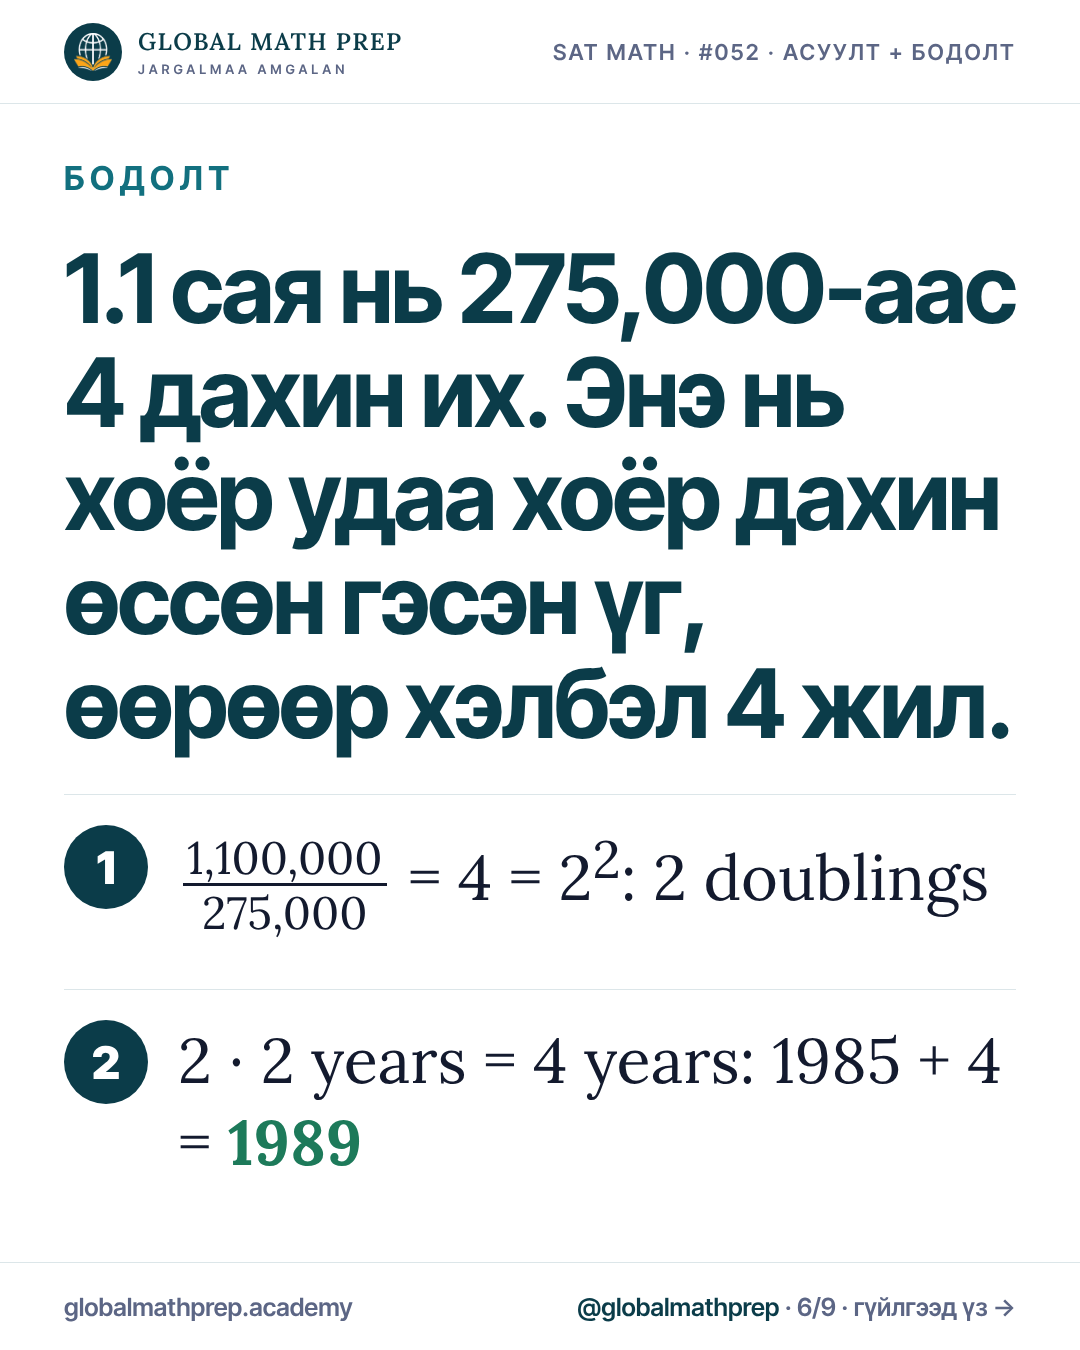 GLOBAL MATH PREP
JARGALMAA AMGALAN
SAT MATH · #052 · АСУУЛТ + БОДОЛТ
БОДОЛТ
1.1 сая нь 275,000-аас
4 дахин их. Энэ нь
хоёр удаа хоёр дахин
өссөн гэсэн үг,
өөрөөр хэлбэл 4 жил.
1
1,100,000
275,000
= 4 = 2²: 2 doublings
2
2 · 2 years = 4 years: 1985 + 4
= 1989
globalmathprep.academy
@globalmathprep · 6/9 · гүйлгээд үз →